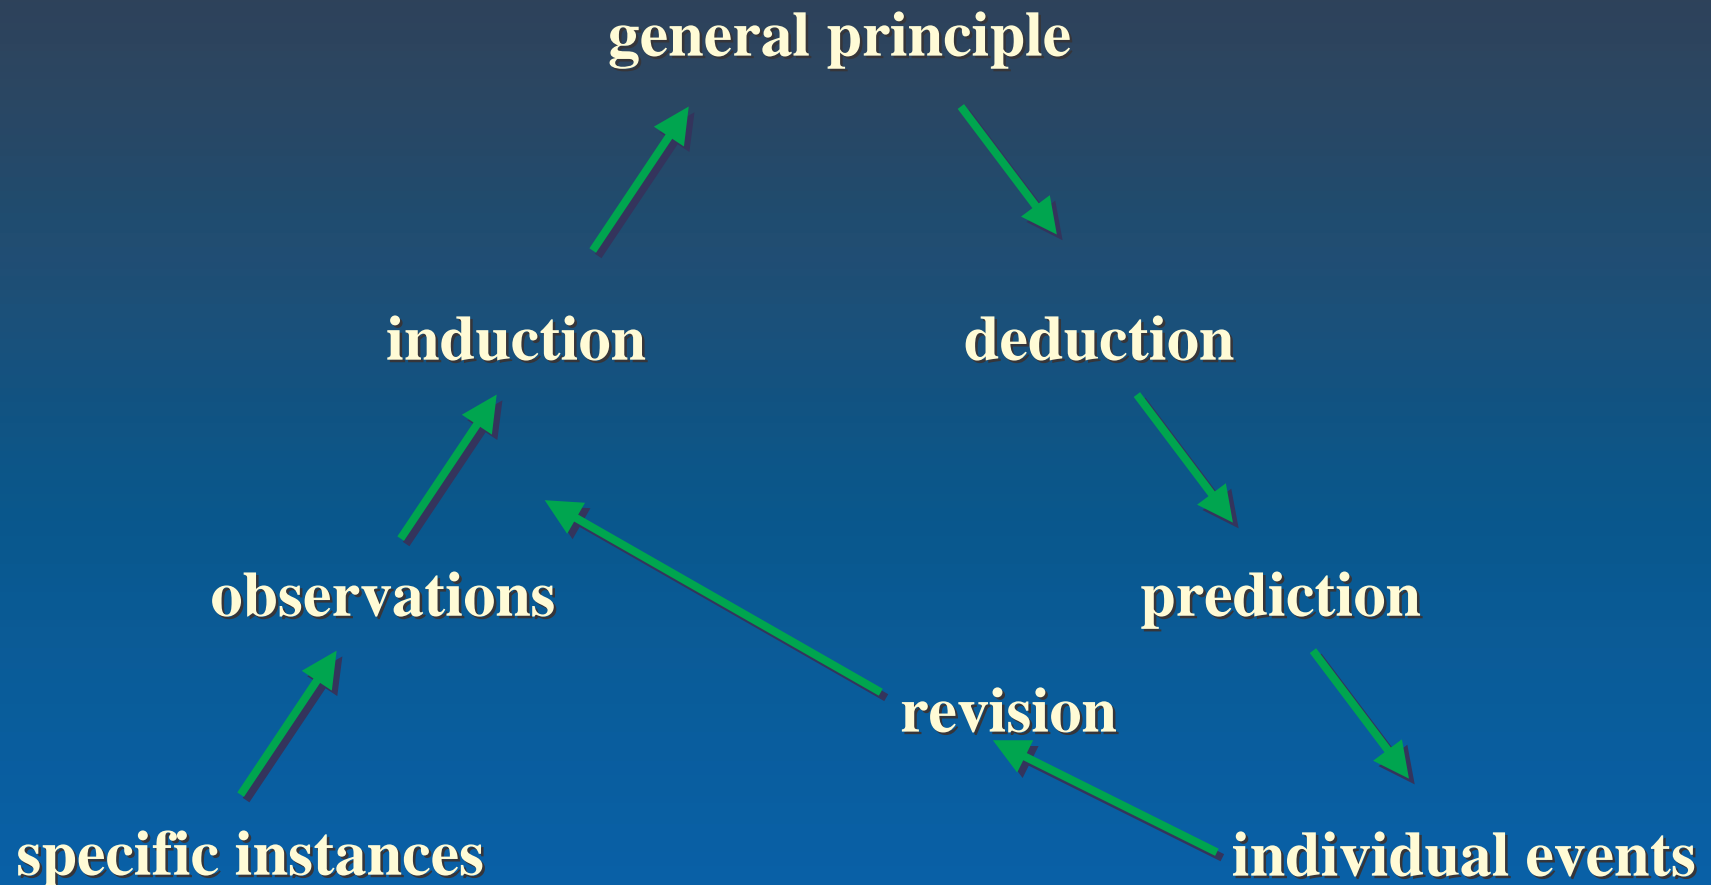 general principle
induction
deduction
observations
prediction
revision
specific instances
individual events